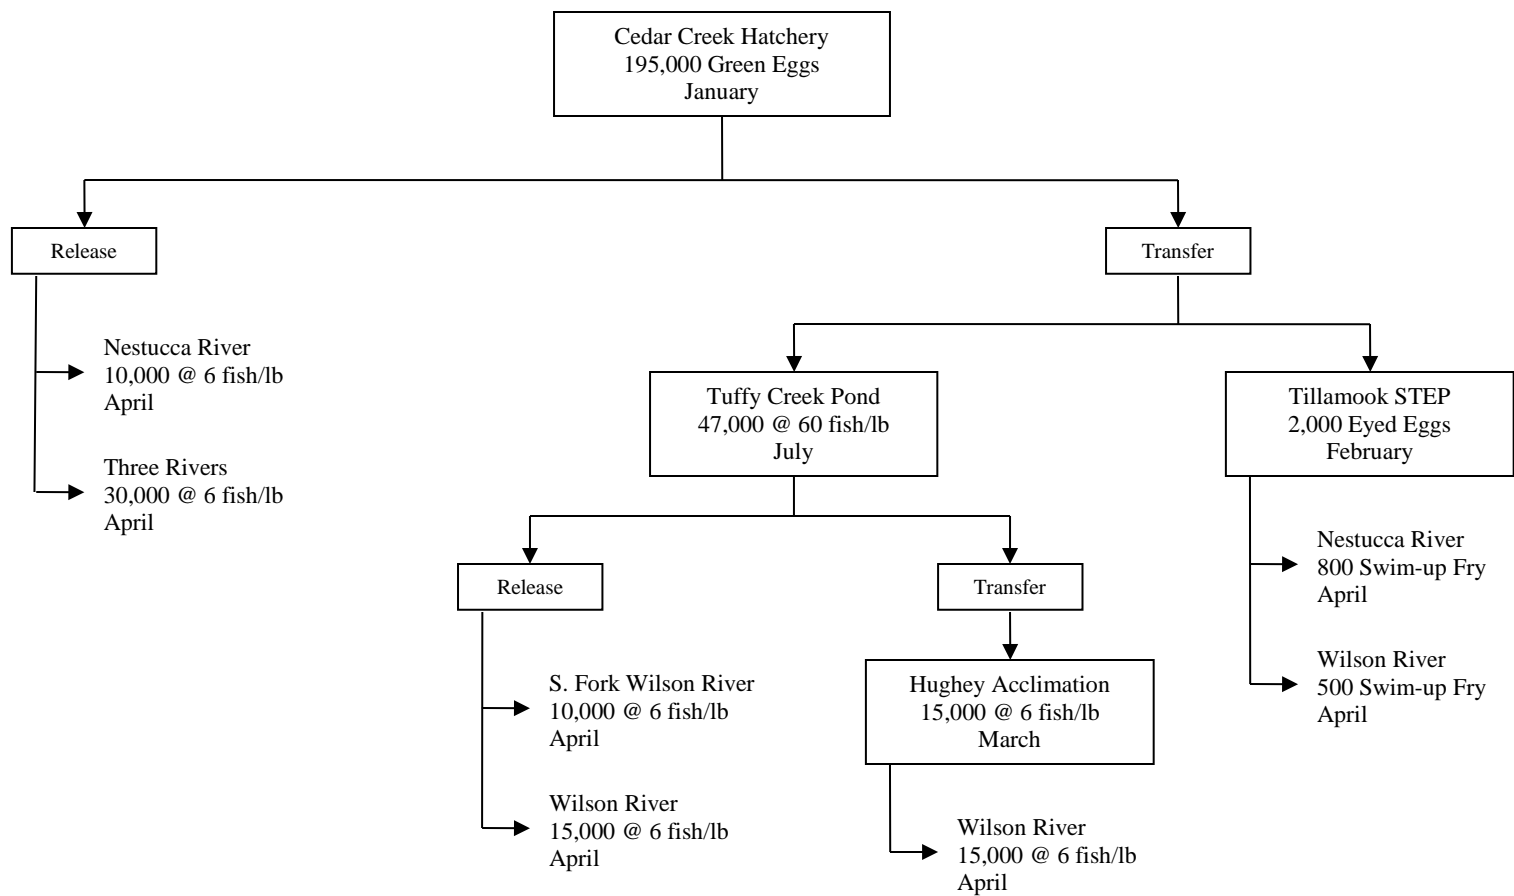 Cedar Creek Hatchery
195,000 Green Eggs
January
Release
Transfer
Nestucca River
10,000 @ 6 fish/lb
April
Three Rivers
30,000 @ 6 fish/lb
April
Tuffy Creek Pond
47,000 @ 60 fish/lb
July
Tillamook STEP
2,000 Eyed Eggs
February
Release
Transfer
Nestucca River
800 Swim-up Fry
April
Wilson River
500 Swim-up Fry
April
S. Fork Wilson River
10,000 @ 6 fish/lb
April
Wilson River
15,000 @ 6 fish/lb
April
Hughey Acclimation
15,000 @ 6 fish/lb
March
Wilson River
15,000 @ 6 fish/lb
April